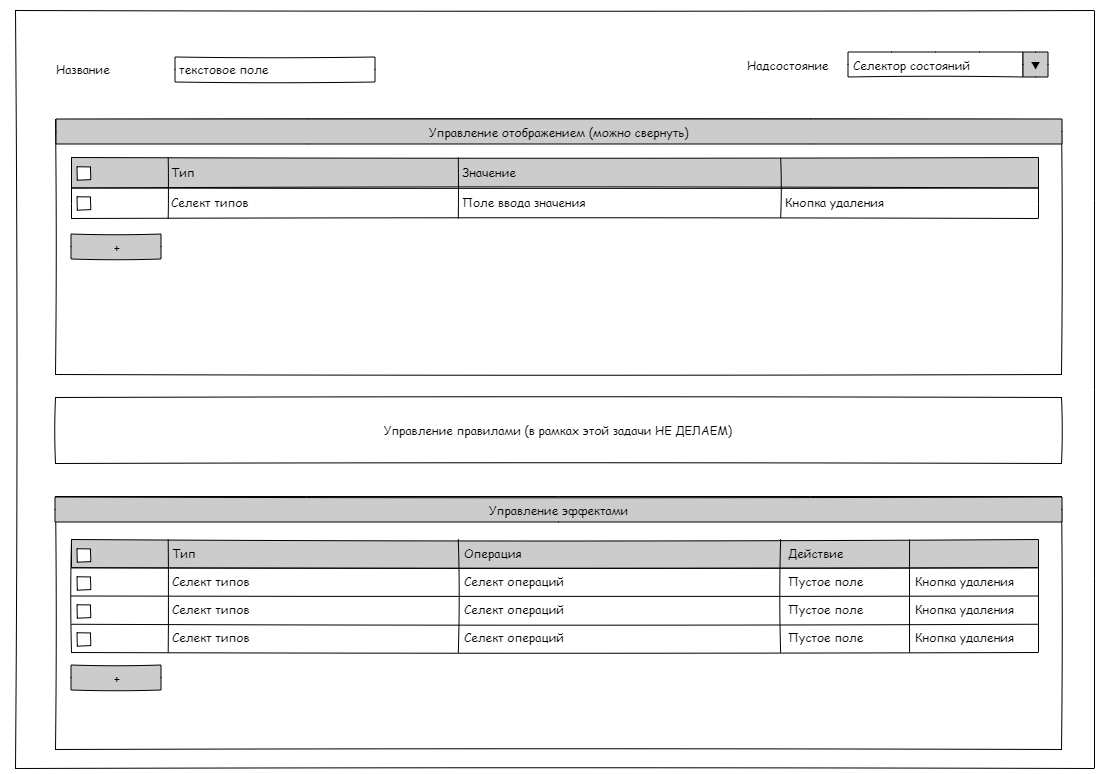 Название текстовое поле Надсостояние Селектор состояний ▼
Управление отображением (можно свернуть)
Тип Значение
Селект типов Поле ввода значения Кнопка удаления
+
Управление правилами (в рамках этой задачи НЕ ДЕЛАЕМ)
Управление эффектами
Тип Операция Действие
Селект типов Селект операций Пустое поле Кнопка удаления
Селект типов Селект операций Пустое поле Кнопка удаления
Селект типов Селект операций Пустое поле Кнопка удаления
+